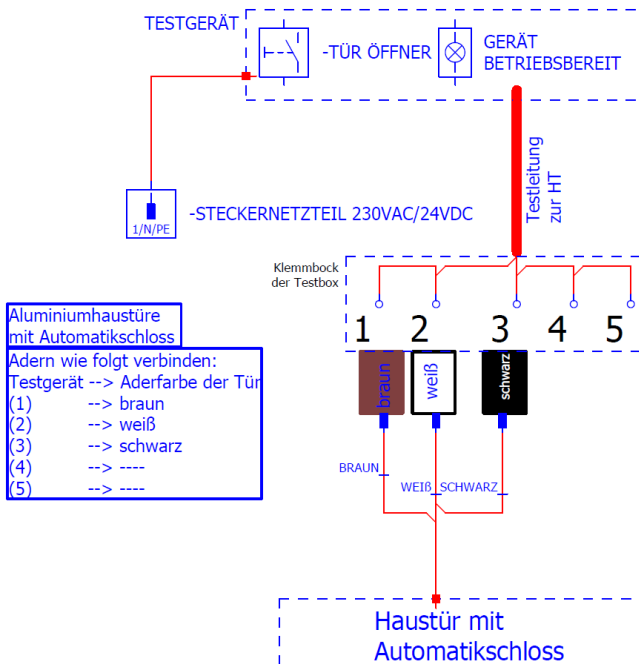 TESTGERÄT
-TÜR ÖFFNER
GERÄT
BETRIEBSBEREIT
Testleitung
zur HT
1/N/PE
-STECKERNETZTEIL 230VAC/24VDC
Klemmbock
der Testbox
1 2 3 4 5
braun
weiß
schwarz
Aluminiumhaustüre
mit Automatikschloss
Adern wie folgt verbinden:
Testgerät --> Aderfarbe der Tür
(1) --> braun
(2) --> weiß
(3) --> schwarz
(4) --> ----
(5) --> ----
BRAUN
WEIß
SCHWARZ
Haustür mit
Automatikschloss